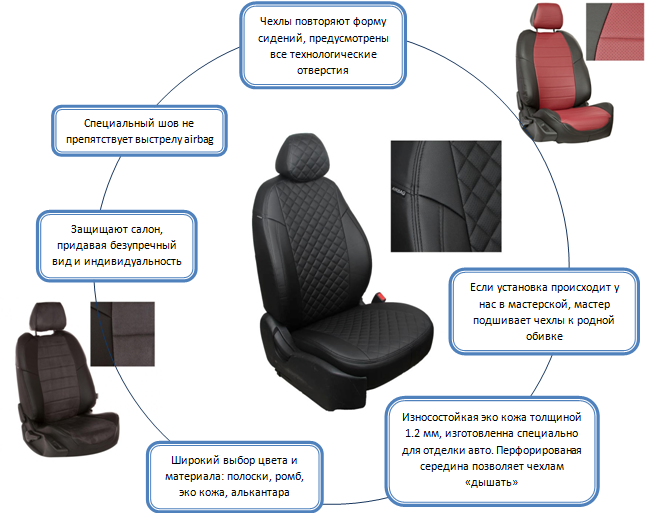 Чехлы повторяют форму
сидений, предусмотрены
все технологические
отверстия
Специальный шов не
препятствует выстрелу airbag
Защищают салон,
придавая безупречный
вид и индивидуальность
Если установка происходит у
нас в мастерской, мастер
подшивает чехлы к родной
обивке
Износостойкая эко кожа толщиной
1.2 мм, изготовленна специально
для отделки авто. Перфорированая
середина позволяет чехлам
«дышать»
Широкий выбор цвета и
материала: полоски, ромб,
эко кожа, алькантара